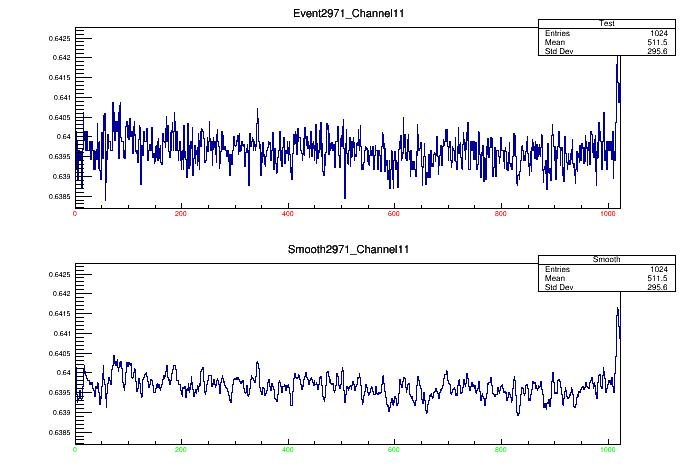 Event2971_Channel11
Test
Entries 1024
Mean 511.5
Std Dev 295.6
0.6425
0.642
0.6415
0.641
0.6405
0.64
0.6395
0.639
0.6385
0 200 400 600 800 1000
Smooth2971_Channel11
Smooth
Entries 1024
Mean 511.5
Std Dev 295.6
0.6425
0.642
0.6415
0.641
0.6405
0.64
0.6395
0.639
0.6385
0 200 400 600 800 1000